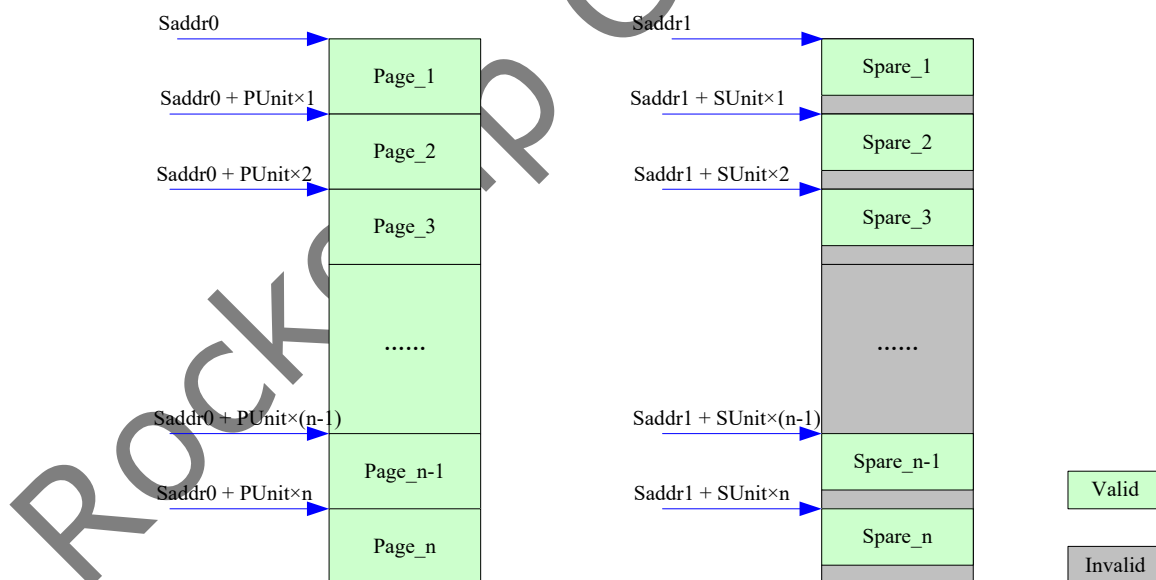 Saddr0
Page_1
Saddr0 + PUnit×1
Page_2
Saddr0 + PUnit×2
Page_3
......
Saddr0 + PUnit×(n-1)
Page_n-1
Saddr0 + PUnit×n
Page_n
Saddr1
Spare_1
Saddr1 + SUnit×1
Spare_2
Saddr1 + SUnit×2
Spare_3
......
Saddr1 + SUnit×(n-1)
Spare_n-1
Saddr1 + SUnit×n
Spare_n
Valid
Invalid